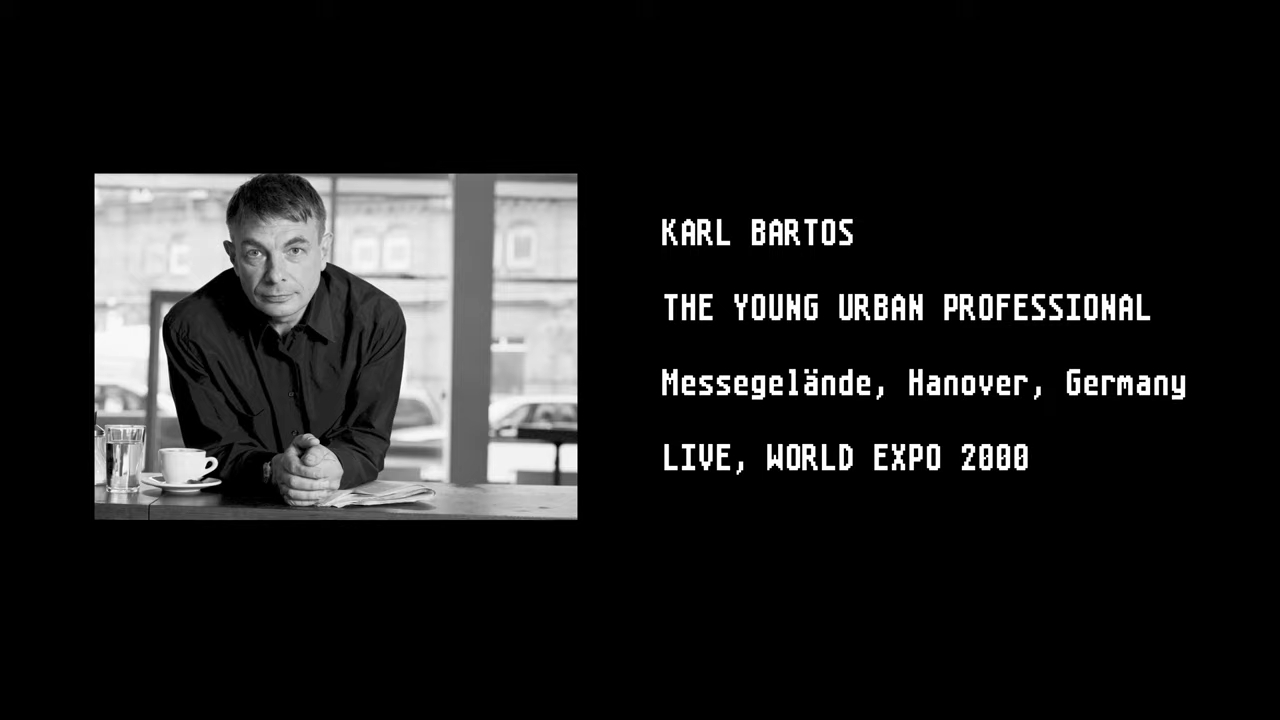 KARL BARTOS
THE YOUNG URBAN PROFESSIONAL
Messegelände, Hanover, Germany
LIVE, WORLD EXPO 2000